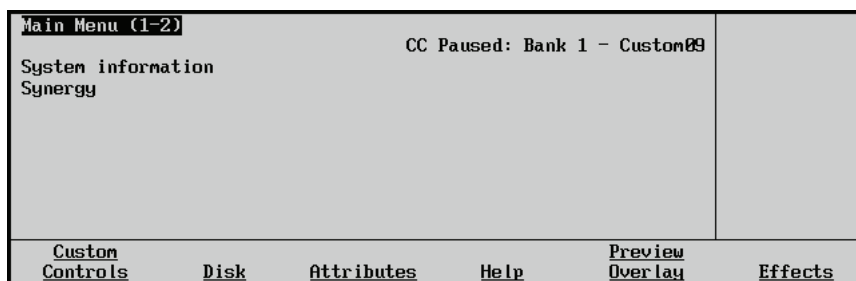 Main Menu (1-2)
CC Paused: Bank 1 - Custom09
System information
Synergy
Custom Controls
Disk
Attributes
Help
Preview Overlay
Effects